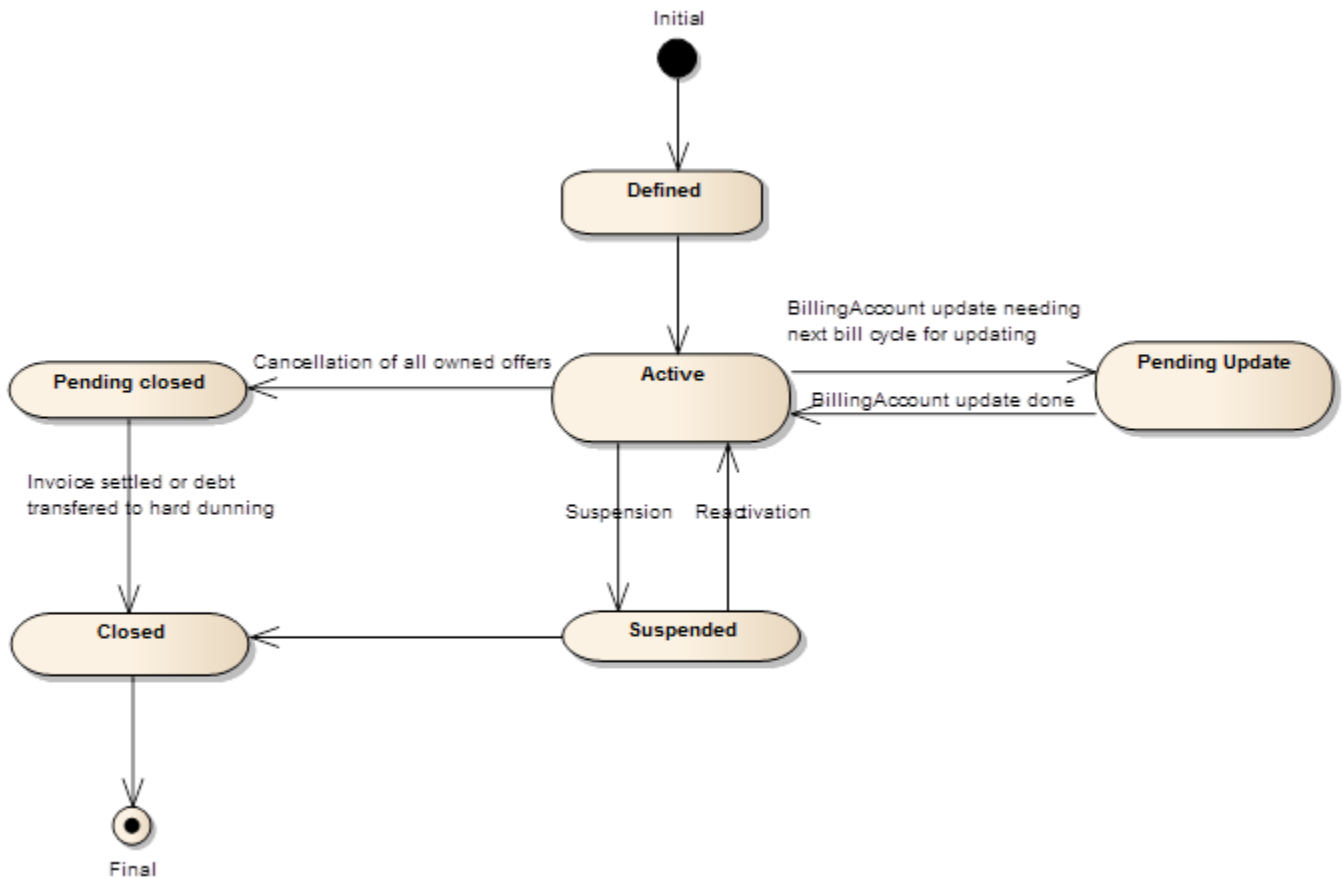 Initial
Defined
BillingAccount update needing
next bill cycle for updating
Cancellation of all owned offers
Pending closed
Active
Pending Update
BillingAccount update done
Invoice settled or debt
transfered to hard dunning
Suspension
Reactivation
Closed
Suspended
Final